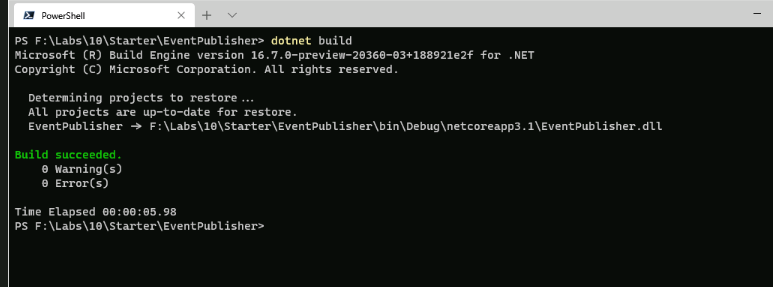 PowerShell
PS F:\Labs\10\Starter\EventPublisher> dotnet build
Microsoft (R) Build Engine version 16.7.0-preview-20360-03+188921e2f for .NET
Copyright (C) Microsoft Corporation. All rights reserved.
Determining projects to restore...
All projects are up-to-date for restore.
EventPublisher → F:\Labs\10\Starter\EventPublisher\bin\Debug\netcoreapp3.1\EventPublisher.dll
Build succeeded.
0 Warning(s)
0 Error(s)
Time Elapsed 00:00:05.98
PS F:\Labs\10\Starter\EventPublisher>